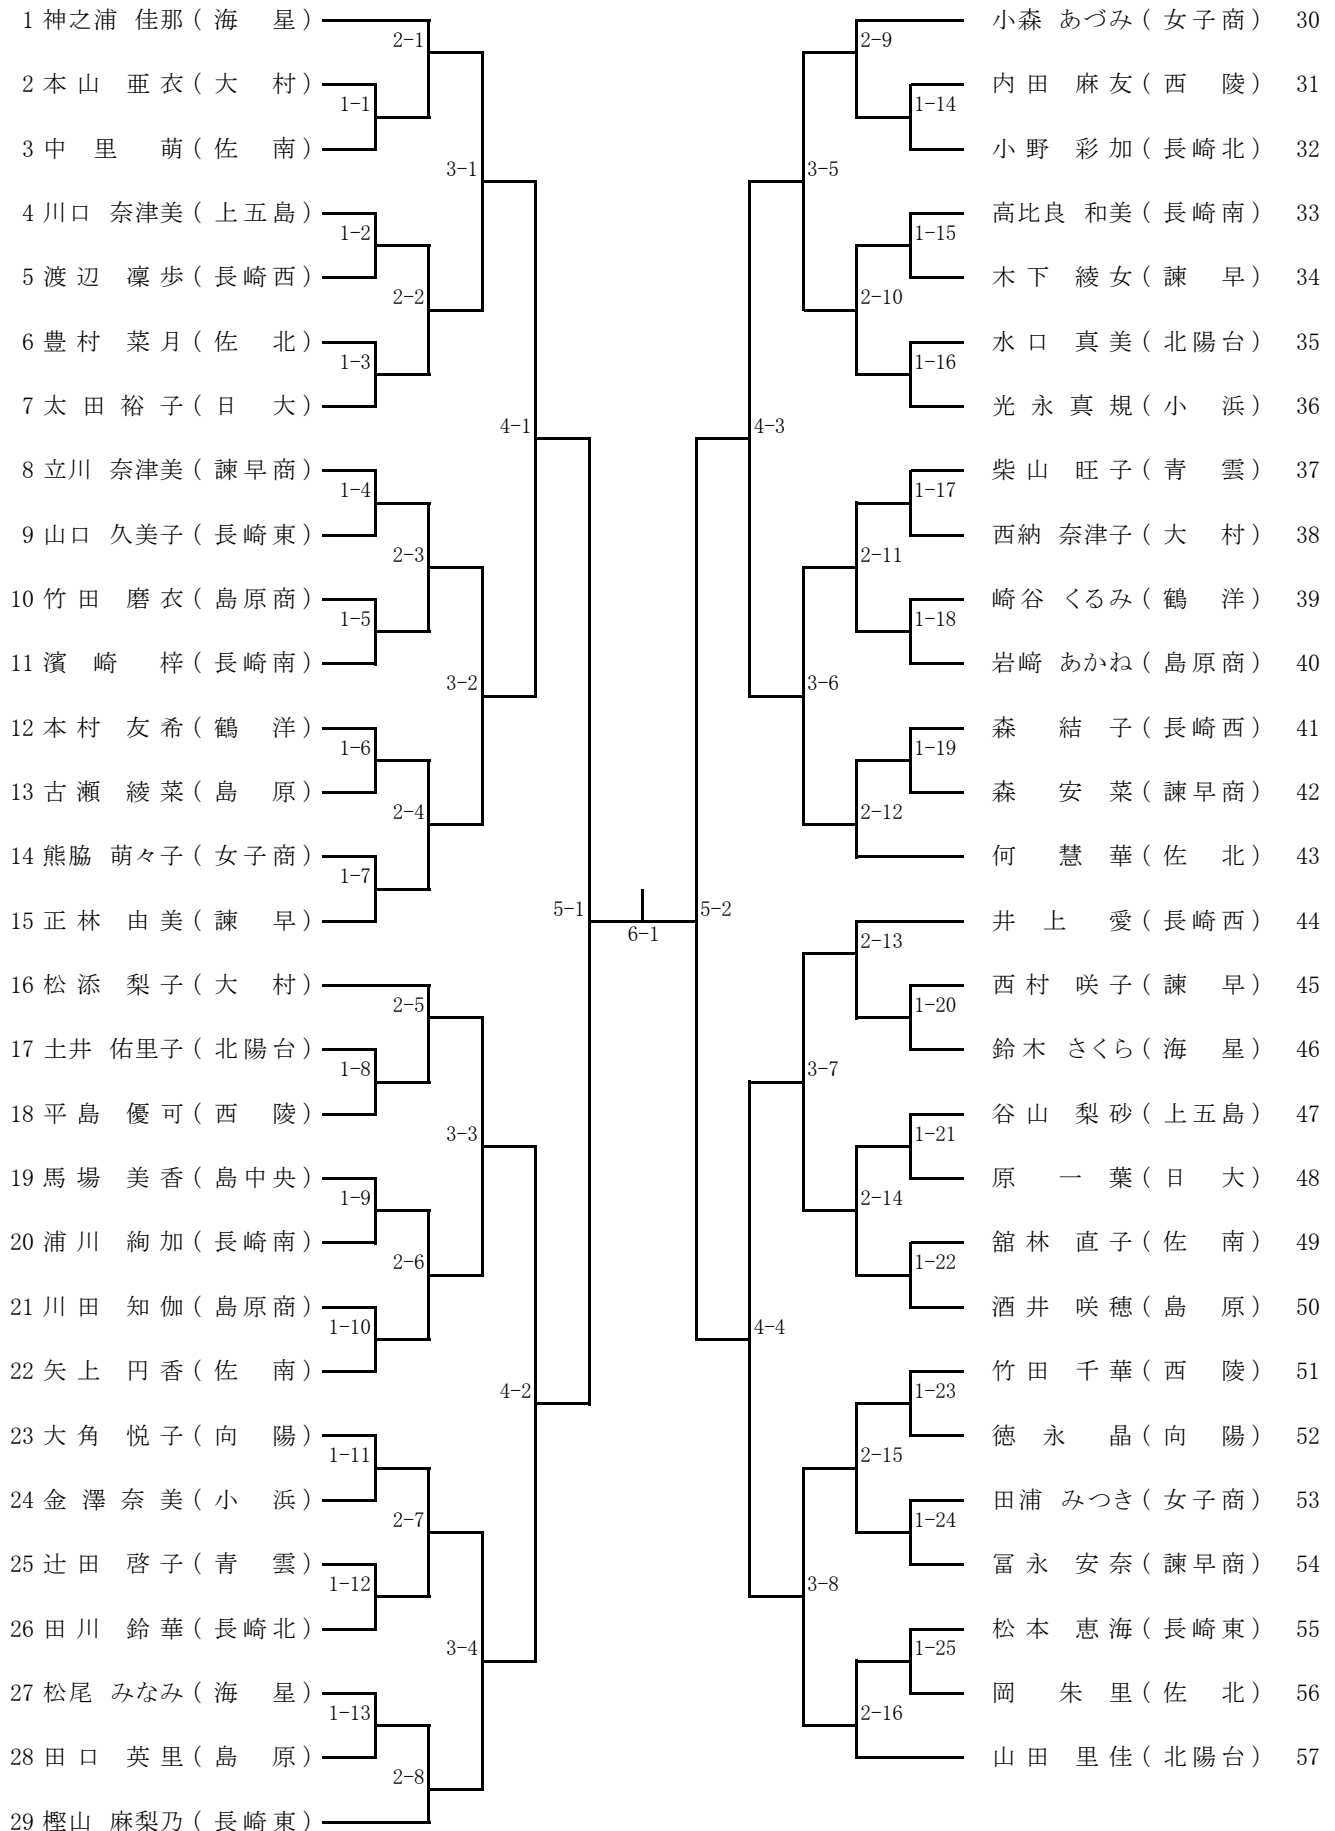 1 神之浦 佳那 ( 海 星 )
2-1
2 本山 亜衣 ( 大 村 )
1-1
3 中里 萌 ( 佐 南 )
3-1
4 川口 奈津美 ( 上五島 )
1-2
5 渡辺 凜歩 ( 長崎西 )
2-2
6 豊村 菜月 ( 佐 北 )
1-3
7 太田 裕子 ( 日 大 )
4-1
8 立川 奈津美 ( 諫早商 )
1-4
9 山口 久美子 ( 長崎東 )
2-3
10 竹田 磨衣 ( 島原商 )
1-5
11 濱崎 梓 ( 長崎南 )
3-2
12 本村 友希 ( 鶴 洋 )
1-6
13 古瀬 綾菜 ( 島 原 )
2-4
14 熊脇 萌々子 ( 女子商 )
1-7
15 正林 由美 ( 諫 早 )
5-1
6-1
16 松添 梨子 ( 大 村 )
2-5
17 土井 佑里子 ( 北陽台 )
1-8
18 平島 優可 ( 西 陵 )
3-3
19 馬場 美香 ( 島中央 )
1-9
20 浦川 絢加 ( 長崎南 )
2-6
21 川田 知伽 ( 島原商 )
1-10
22 矢上 円香 ( 佐 南 )
4-2
23 大角 悦子 ( 向 陽 )
1-11
24 金澤 奈美 ( 小 浜 )
2-7
25 辻田 啓子 ( 青 雲 )
1-12
26 田川 鈴華 ( 長崎北 )
3-4
27 松尾 みなみ ( 海 星 )
1-13
28 田口 英里 ( 島 原 )
2-8
29 樫山 麻梨乃 ( 長崎東 )
小森 あづみ ( 女子商 ) 30
2-9
内田 麻友 ( 西 陵 ) 31
1-14
小野 彩加 ( 長崎北 ) 32
3-5
高比良 和美 ( 長崎南 ) 33
1-15
木下 綾女 ( 諫 早 ) 34
2-10
水口 真美 ( 北陽台 ) 35
1-16
光永 真規 ( 小 浜 ) 36
4-3
柴山 旺子 ( 青 雲 ) 37
1-17
西納 奈津子 ( 大 村 ) 38
2-11
崎谷 くるみ ( 鶴 洋 ) 39
1-18
岩﨑 あかね ( 島原商 ) 40
3-6
森 結子 ( 長崎西 ) 41
1-19
森 安菜 ( 諫早商 ) 42
2-12
何 慧華 ( 佐 北 ) 43
5-2
井上 愛 ( 長崎西 ) 44
2-13
西村 咲子 ( 諫 早 ) 45
1-20
鈴木 さくら ( 海 星 ) 46
3-7
谷山 梨砂 ( 上五島 ) 47
1-21
原 一葉 ( 日 大 ) 48
2-14
舘林 直子 ( 佐 南 ) 49
1-22
酒井 咲穂 ( 島 原 ) 50
4-4
竹田 千華 ( 西 陵 ) 51
1-23
徳永 晶 ( 向 陽 ) 52
2-15
田浦 みつき ( 女子商 ) 53
1-24
冨永 安奈 ( 諫早商 ) 54
3-8
松本 恵海 ( 長崎東 ) 55
1-25
岡 朱里 ( 佐 北 ) 56
2-16
山田 里佳 ( 北陽台 ) 57